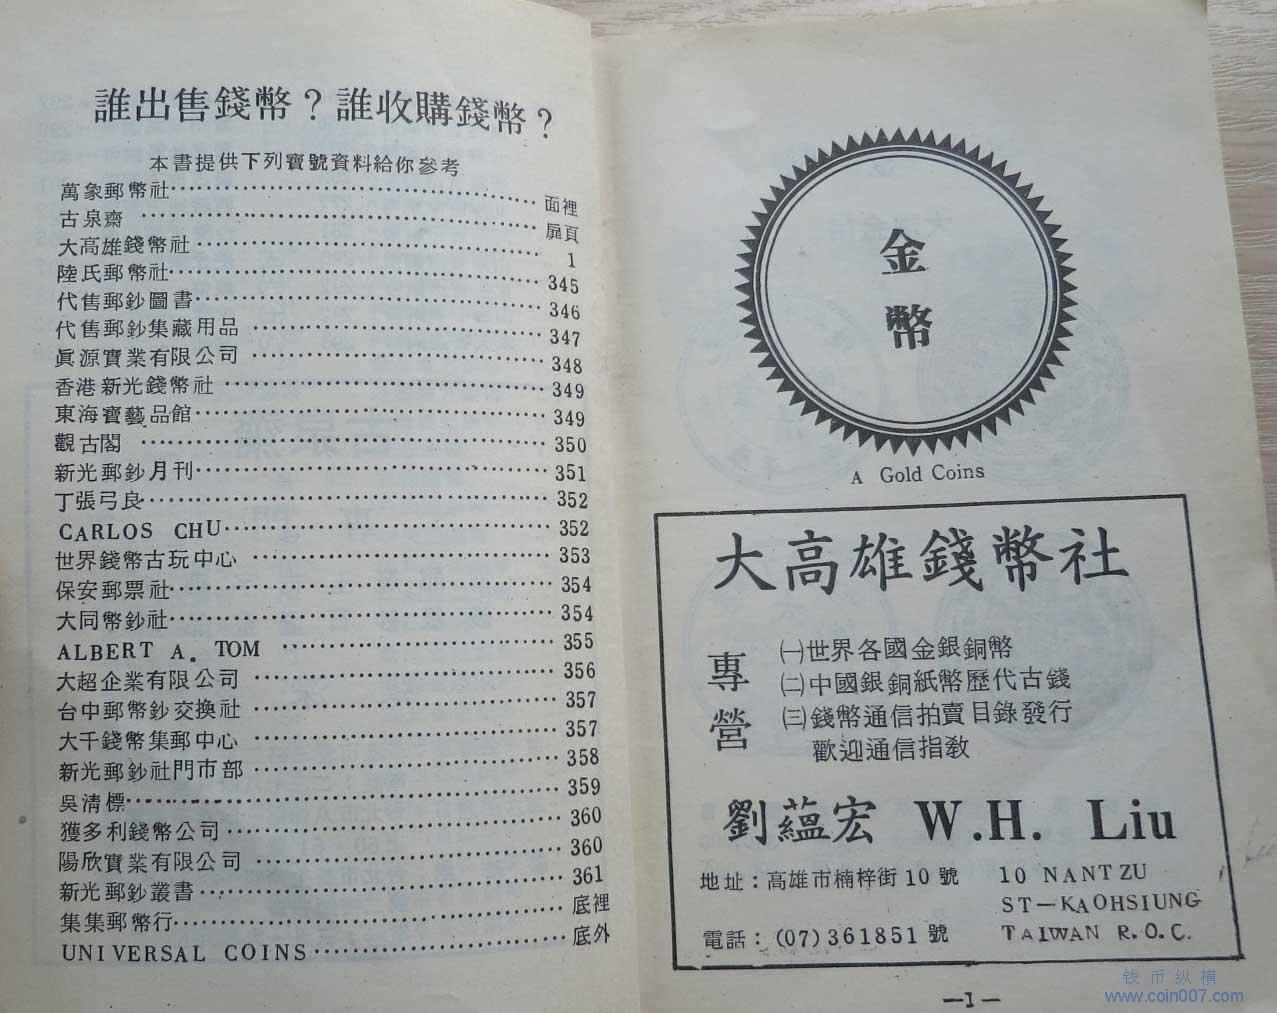 誰出售錢幣？誰收購錢幣？
本書提供下列寶號資料給你參考
萬象郵幣社……………………………………面裡
古泉齋……………………………………扉頁
大高雄錢幣社……………………………………1
陸氏郵幣社……………………………………345
代售郵鈔圖書……………………………………346
代售郵鈔集藏用品……………………………………347
眞源實業有限公司……………………………………348
香港新光錢幣社……………………………………349
東海寶藝品館……………………………………349
觀古閣……………………………………350
新光郵鈔月刊……………………………………351
丁張弓良……………………………………352
CARLOS CHU……………………………………352
世界錢幣古玩中心……………………………………353
保安郵票社……………………………………354
大同幣鈔社……………………………………354
ALBERT A. TOM……………………………………355
大超企業有限公司……………………………………356
台中郵幣鈔交換社……………………………………357
大千錢幣集郵中心……………………………………357
新光郵鈔社門市部……………………………………358
吳清標……………………………………359
獲多利錢幣公司……………………………………360
陽欣實業有限公司……………………………………360
新光郵鈔叢書……………………………………361
集集郵幣行……………………………………底裡
UNIVERSAL COINS……………………………………底外
金
幣
A Gold Coins
大高雄錢幣社
專營
㈠世界各國金銀銅幣
㈡中國銀銅紙幣歷代古錢
㈢錢幣通信拍賣目錄發行
歡迎通信指教
劉蘊宏 W.H. Liu
地址：高雄市楠梓街10號
10 NANTZU
ST－KAOHSIUNG
TAIWAN R.O.C.
電話：(07)361851號
—1—
钱币纵横
www.coin007.com